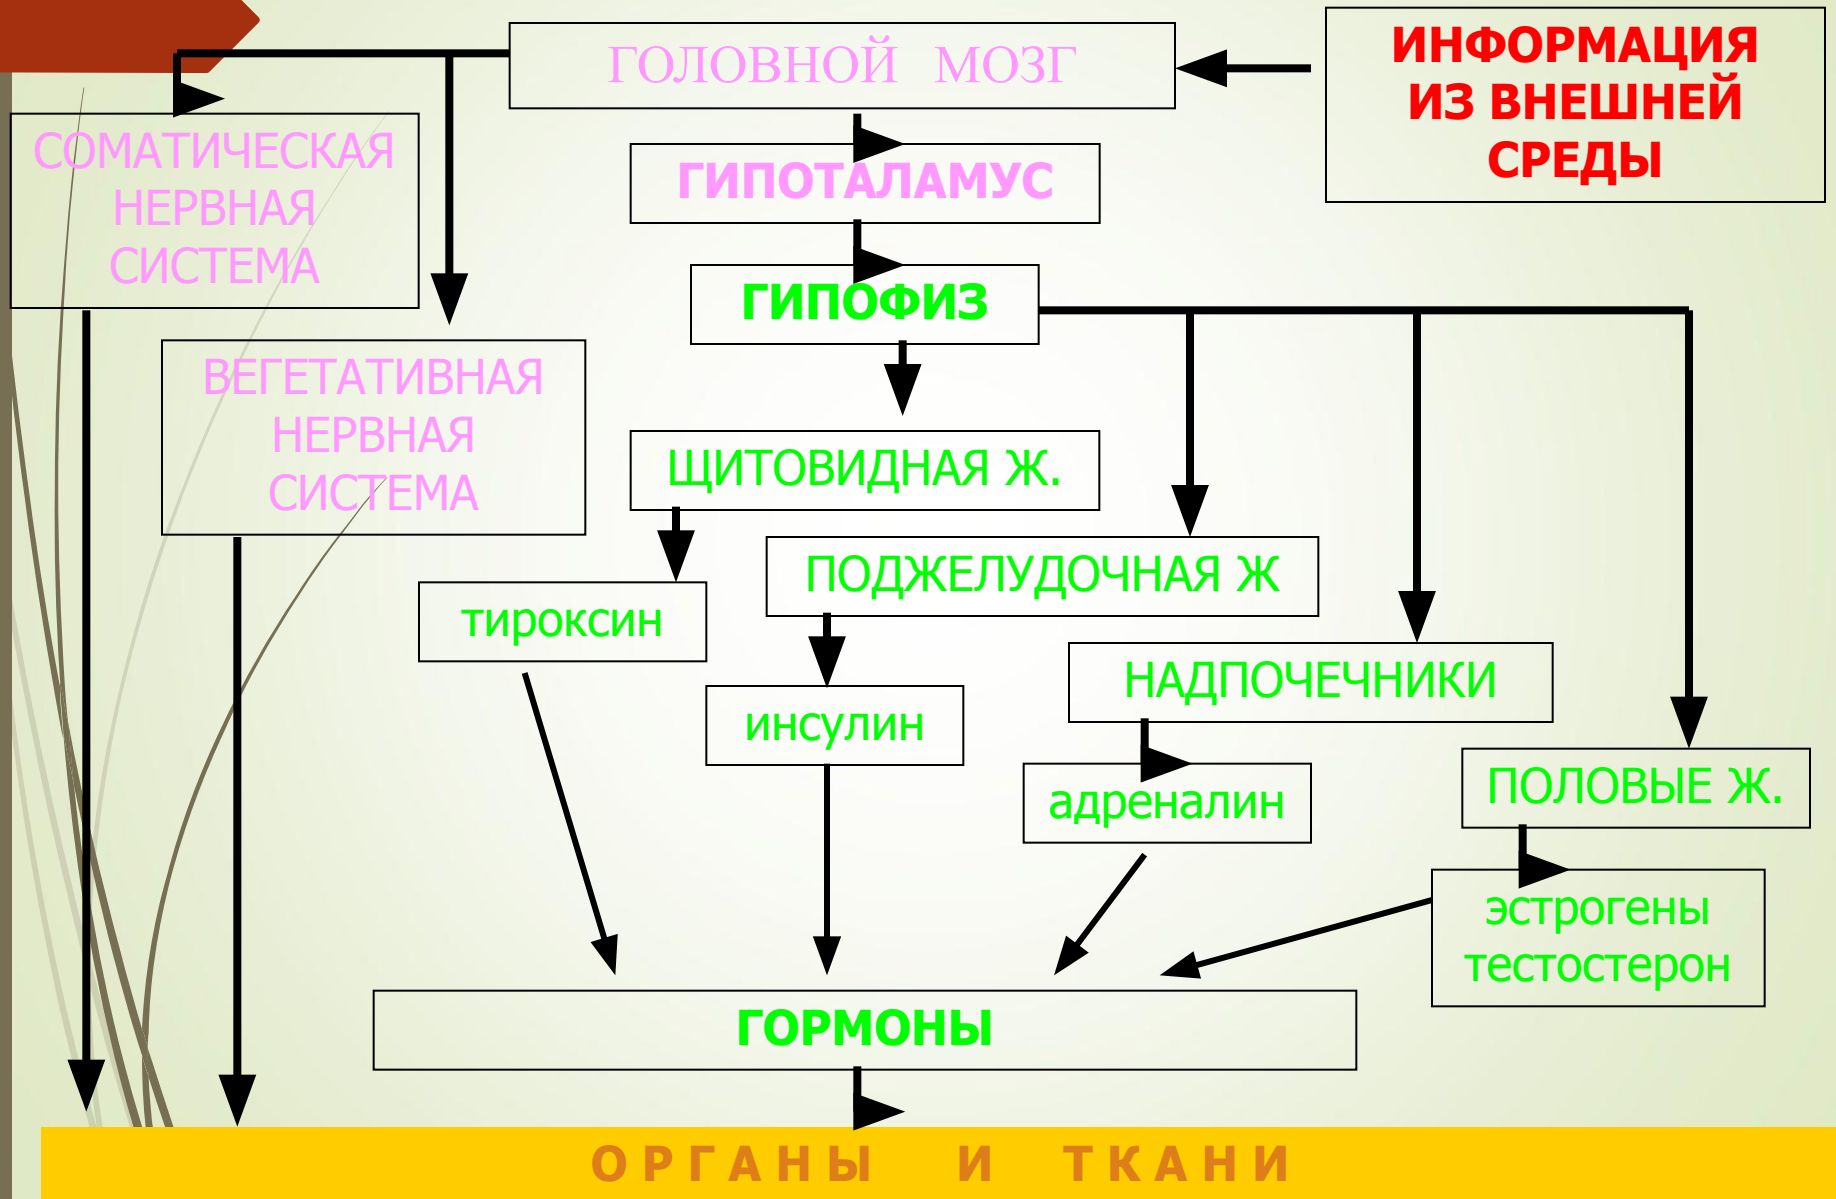 ГОЛОВНОЙ МОЗГ
ИНФОРМАЦИЯ
ИЗ ВНЕШНЕЙ
СРЕДЫ
СОМАТИЧЕСКАЯ
НЕРВНАЯ
СИСТЕМА
ГИПОТАЛАМУС
ГИПОФИЗ
ВЕГЕТАТИВНАЯ
НЕРВНАЯ
СИСТЕМА
ЩИТОВИДНАЯ Ж.
ПОДЖЕЛУДОЧНАЯ Ж
тироксин
НАДПОЧЕЧНИКИ
инсулин
ПОЛОВЫЕ Ж.
адреналин
эстрогены
тестостерон
ГОРМОНЫ
ОРГАНЫ И ТКАНИ